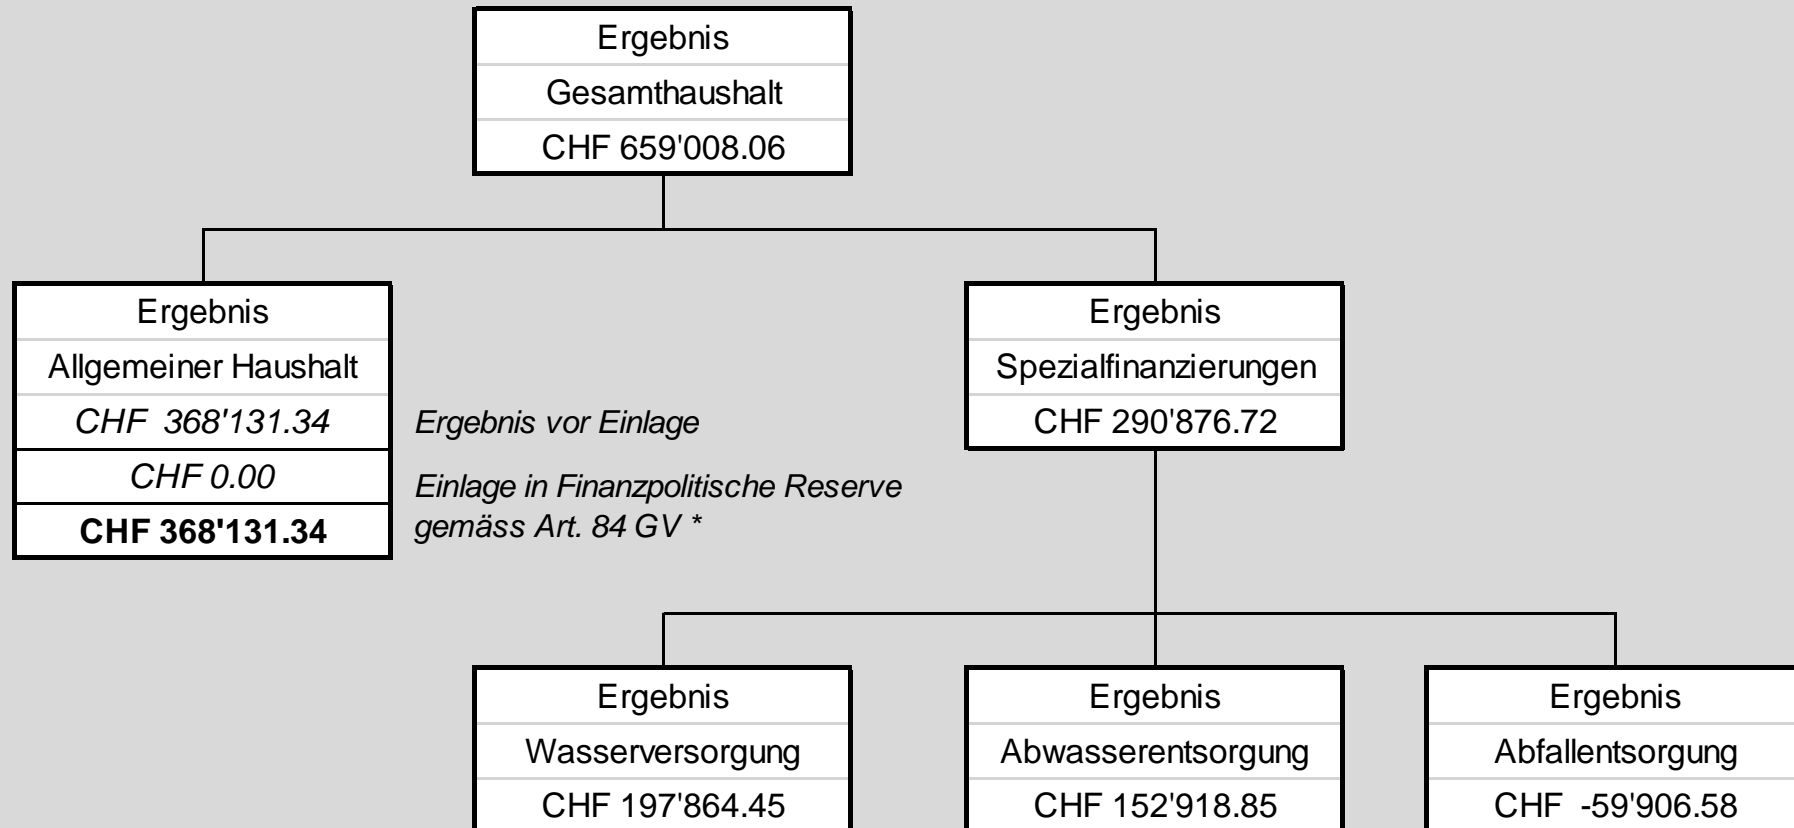 Ergebnis
Gesamthaushalt
CHF 659'008.06
Ergebnis
Allgemeiner Haushalt
CHF 368'131.34
CHF 0.00
CHF 368'131.34
Ergebnis vor Einlage
Einlage in Finanzpolitische Reserve
gemäss Art. 84 GV *
Ergebnis
Spezialfinanzierungen
CHF 290'876.72
Ergebnis
Wasserversorgung
CHF 197'864.45
Ergebnis
Abwasserentsorgung
CHF 152'918.85
Ergebnis
Abfallentsorgung
CHF -59'906.58